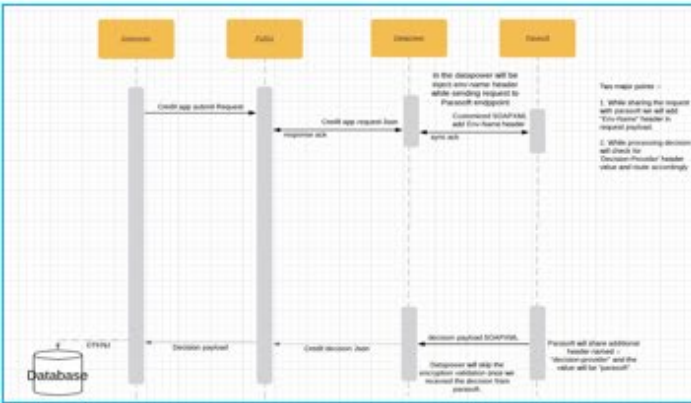 Datapower
Parasoft
In the datapower will be
inject env-name header
while sending request to
Parasoft endpoint
Two major points :-
1. While sharing the request
with parasoft we will add
"Env-Name" header in
request payload.
2. While processing decision
will check for
'Decision-Provider' header
value and route accordingly
Credit app submit Request
Credit app request Json
response ack
Customized SOAPXML
add Env-Name header
sync ack
decision payload SOAPXML
Credit decision Json
Decision payload
Database
Parasoft will share additional
header named :-
"decision-provider" and the
value will be "parasoft"
Datapower will skip the
encryption validation once we
received the decision from
parasoft.